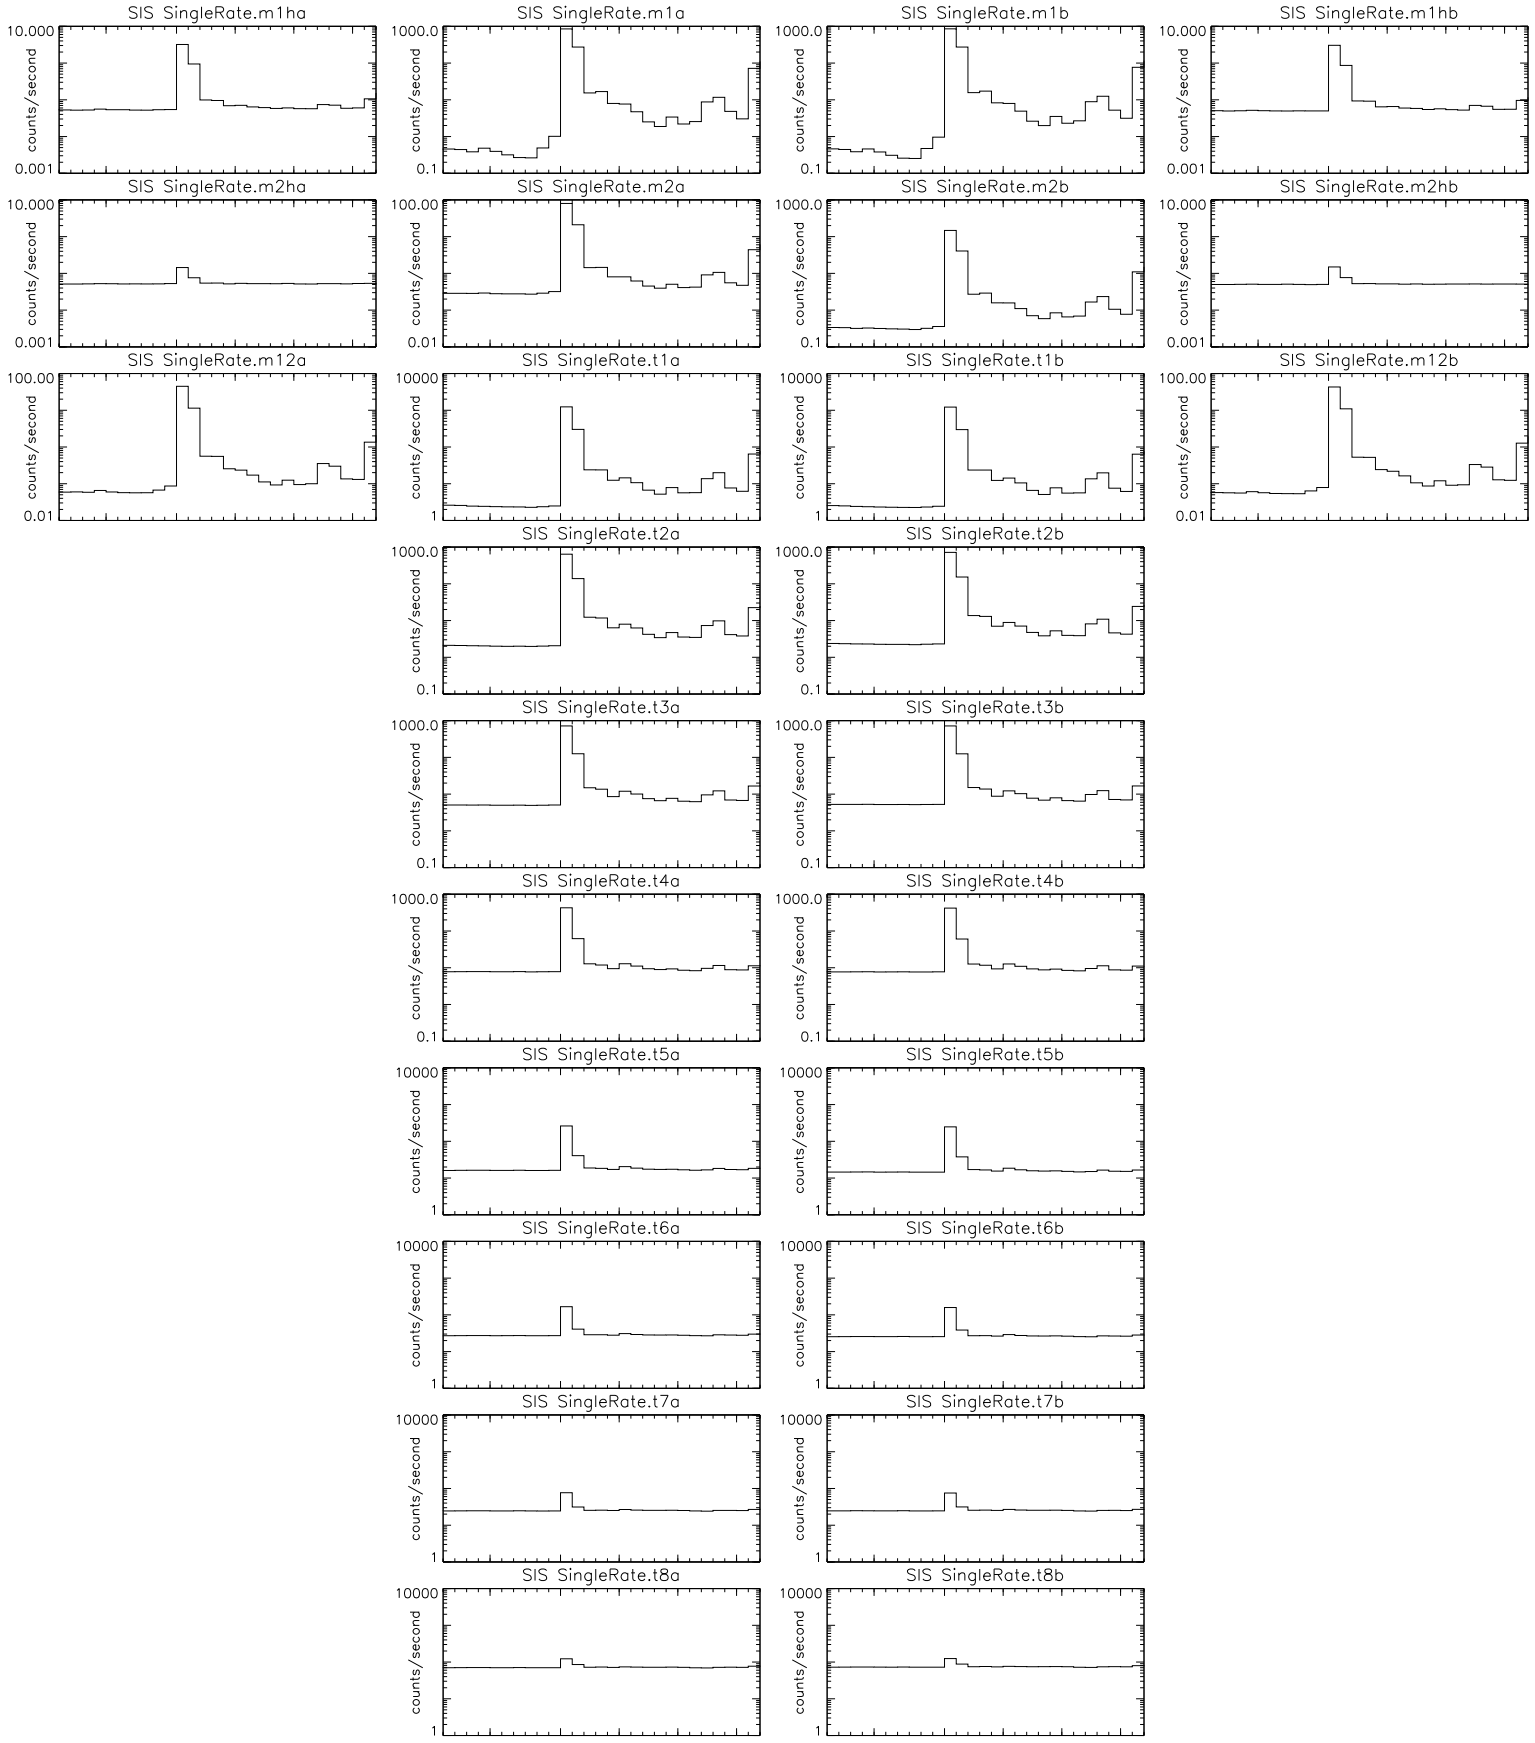 SIS SingleRate.m1ha
10.000
counts/second
0.001
SIS SingleRate.m1a
1000.0
counts/second
0.1
SIS SingleRate.m1b
1000.0
counts/second
0.1
SIS SingleRate.m1hb
10.000
counts/second
0.001
SIS SingleRate.m2ha
10.000
counts/second
0.001
SIS SingleRate.m2a
100.00
counts/second
0.01
SIS SingleRate.m2b
1000.0
counts/second
0.1
SIS SingleRate.m2hb
10.000
counts/second
0.001
SIS SingleRate.m12a
100.00
counts/second
0.01
SIS SingleRate.t1a
10000
counts/second
1
SIS SingleRate.t1b
10000
counts/second
1
SIS SingleRate.m12b
100.00
counts/second
0.01
SIS SingleRate.t2a
1000.0
counts/second
0.1
SIS SingleRate.t2b
1000.0
counts/second
0.1
SIS SingleRate.t3a
1000.0
counts/second
0.1
SIS SingleRate.t3b
1000.0
counts/second
0.1
SIS SingleRate.t4a
1000.0
counts/second
0.1
SIS SingleRate.t4b
1000.0
counts/second
0.1
SIS SingleRate.t5a
10000
counts/second
1
SIS SingleRate.t5b
10000
counts/second
1
SIS SingleRate.t6a
10000
counts/second
1
SIS SingleRate.t6b
10000
counts/second
1
SIS SingleRate.t7a
10000
counts/second
1
SIS SingleRate.t7b
10000
counts/second
1
SIS SingleRate.t8a
10000
counts/second
1
SIS SingleRate.t8b
10000
counts/second
1